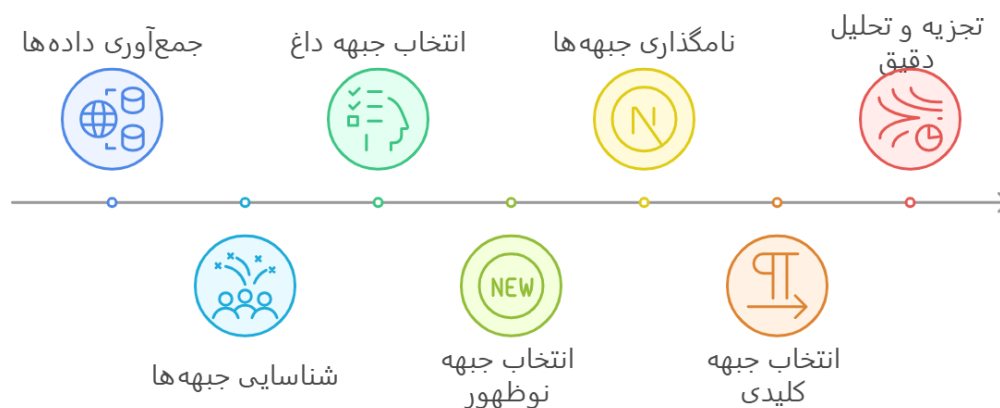 جمع‌آوری داده‌ها
شناسایی جبهه‌ها
انتخاب جبهه داغ
NEW
انتخاب جبهه
نوظهور
نامگذاری جبهه‌ها
N
انتخاب جبهه
کلیدی
تجزیه و تحلیل
دقیق